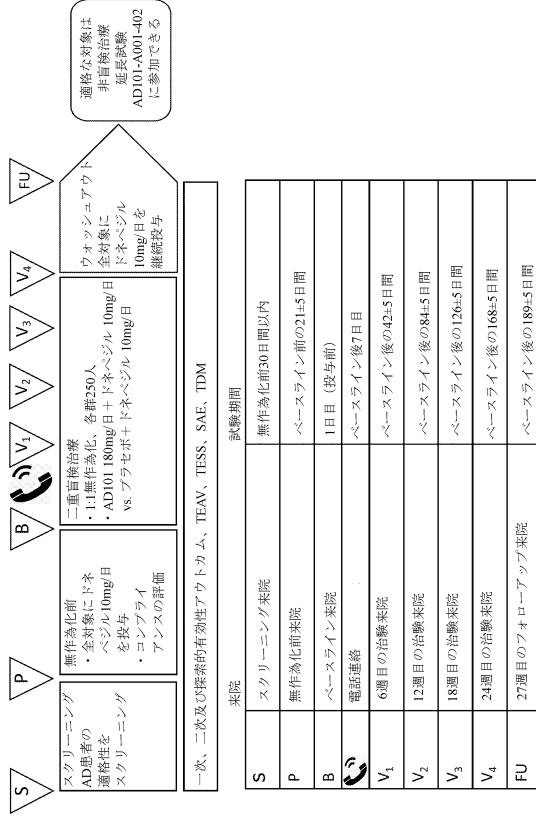 S
P
B
V1
V2
V3
V4
FU
スクリーニング
AD患者の
適格性を
スクリーニング
無作為化前
・全対象にドネ
ペジル10mg/日
を投与
・コンプライ
アンスの評価
二重盲検治療
・1:1無作為化、各群250人
・AD101 180mg/日＋ドネペジル 10mg/日
vs. プラセボ＋ドネペジル 10mg/日
ウォッシュアウト
全対象に
ドネペジル
10mg/日を
継続投与
適格な対象は
非盲検治療
延長試験
AD101-A001-402
に参加できる
一次、二次及び探索的有効性アウトカム、TEAV、TESS、SAE、TDM
来院 試験期間
S スクリーニング来院 無作為化前30日間以内
P 無作為化前来院 ベースライン前の21±5日間
B ベースライン来院 1日目（投与前）
電話連絡 ベースライン後7日目
V1 6週目の治験来院 ベースライン後の42±5日間
V2 12週目の治験来院 ベースライン後の84±5日間
V3 18週目の治験来院 ベースライン後の126±5日間
V4 24週目の治験来院 ベースライン後の168±5日間
FU 27週目のフォローアップ来院 ベースライン後の189±5日間